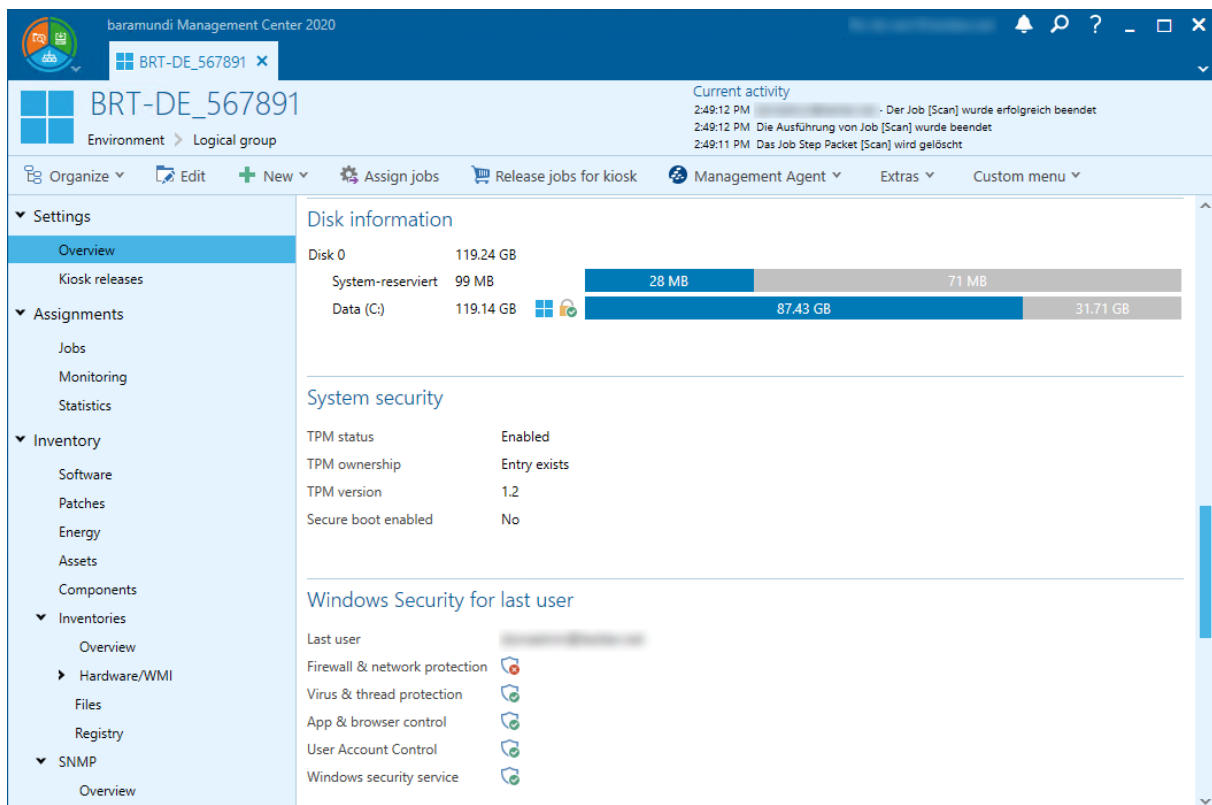 baramundi Management Center 2020
BRT-DE_567891
BRT-DE_567891
Environment > Logical group
Current activity
2:49:12 PM - Der Job [Scan] wurde erfolgreich beendet
2:49:12 PM Die Ausführung von Job [Scan] wurde beendet
2:49:11 PM Das Job Step Packet [Scan] wird gelöscht
Organize Edit New Assign jobs Release jobs for kiosk Management Agent Extras Custom menu
Settings
Overview
Kiosk releases
Assignments
Jobs
Monitoring
Statistics
Inventory
Software
Patches
Energy
Assets
Components
Inventories
Overview
Hardware/WMI
Files
Registry
SNMP
Overview
Disk information
Disk 0 119.24 GB
System-reserviert 99 MB 28 MB 71 MB
Data (C:) 119.14 GB 87.43 GB 31.71 GB
System security
TPM status Enabled
TPM ownership Entry exists
TPM version 1.2
Secure boot enabled No
Windows Security for last user
Last user
Firewall & network protection
Virus & thread protection
App & browser control
User Account Control
Windows security service